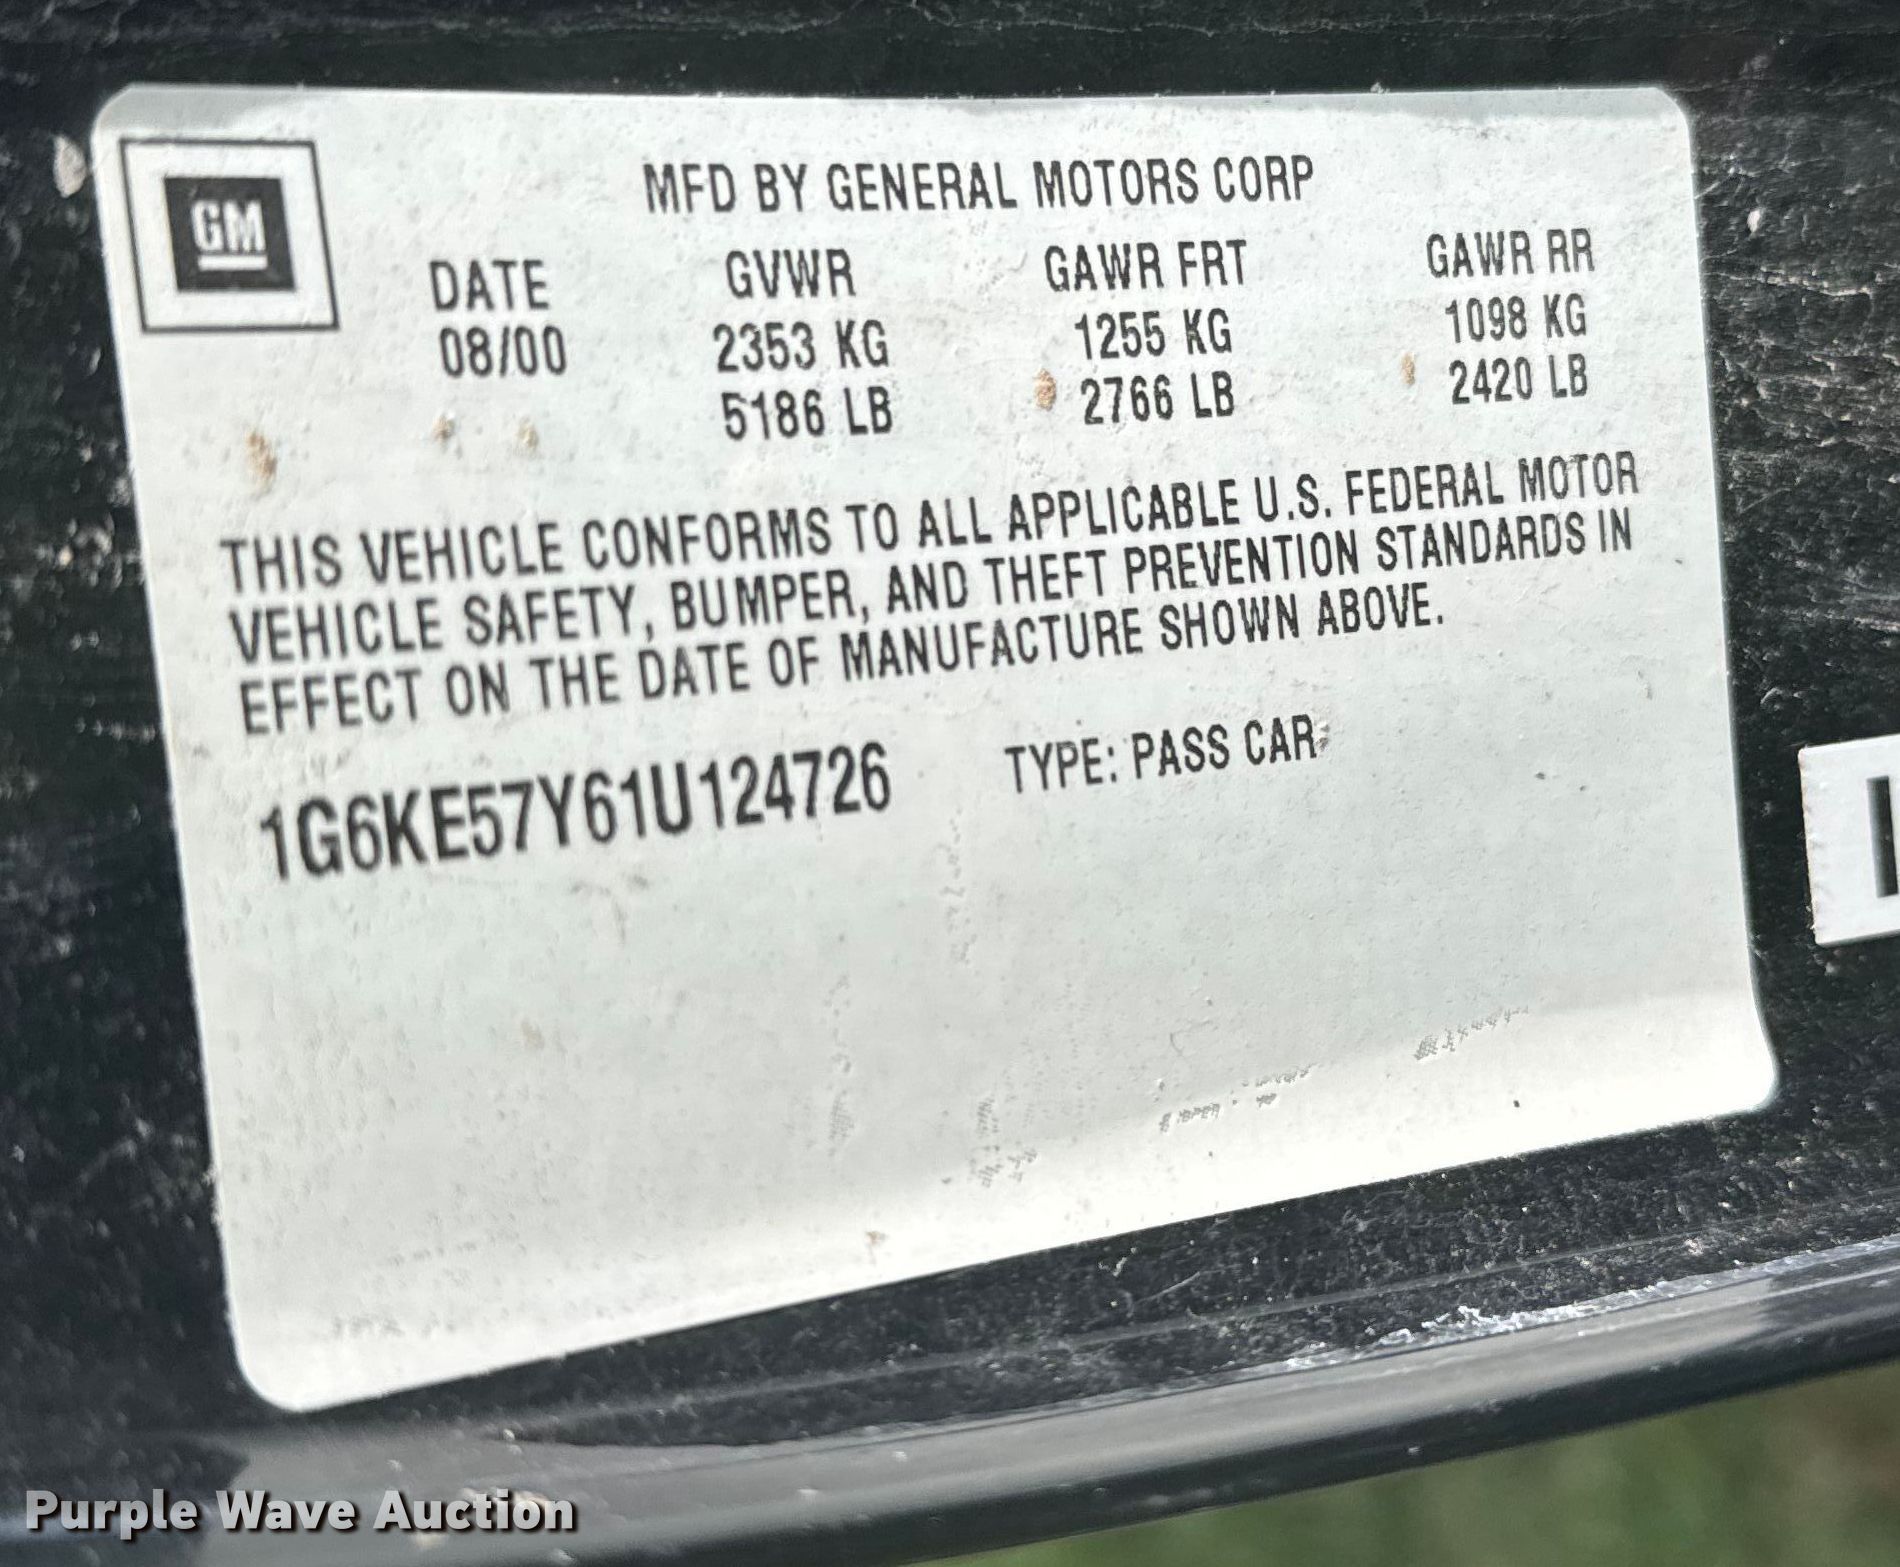 GM
MFD BY GENERAL MOTORS CORP
DATE GVWR GAWR FRT GAWR RR
08/00 2353 KG 1255 KG 1098 KG
5186 LB 2766 LB 2420 LB
THIS VEHICLE CONFORMS TO ALL APPLICABLE U.S. FEDERAL MOTOR
VEHICLE SAFETY, BUMPER, AND THEFT PREVENTION STANDARDS IN
EFFECT ON THE DATE OF MANUFACTURE SHOWN ABOVE.
1G6KE57Y61U124726 TYPE: PASS CAR
Purple Wave Auction